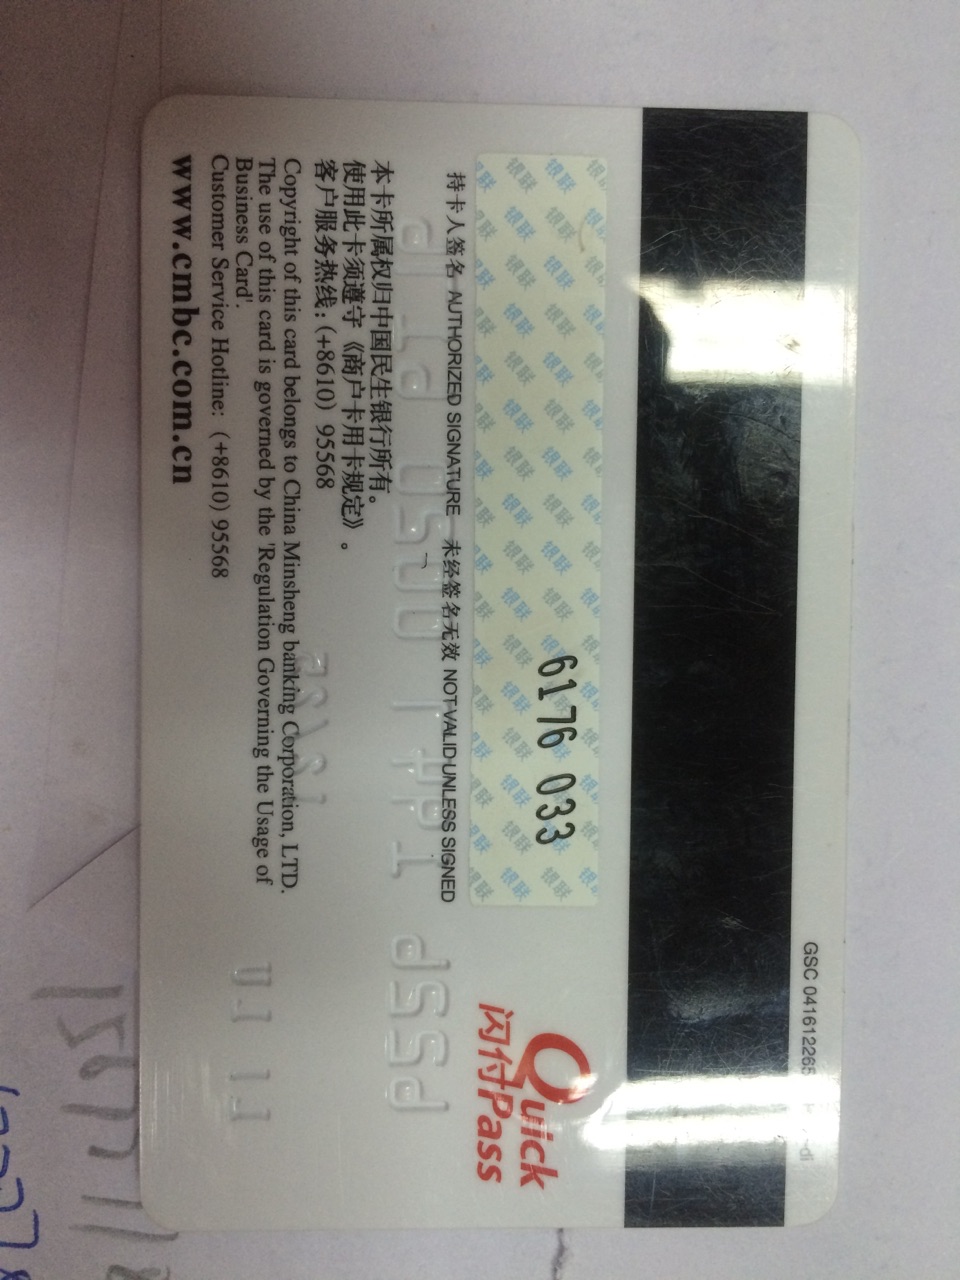 GSC 041612265
6176 033
持卡人签名 AUTHORIZED SIGNATURE 未经签名无效 NOT VALID UNLESS SIGNED
Quick
闪付Pass
本卡所属权归中国民生银行所有。
使用此卡须遵守《商户卡用卡规定》。
客户服务热线:(+8610) 95568
Copyright of this card belongs to China Minsheng banking Corporation, LTD.
The use of this card is governed by the 'Regulation Governing the Usage of
Business Card'.
Customer Service Hotline: (+8610) 95568
www.cmbc.com.cn